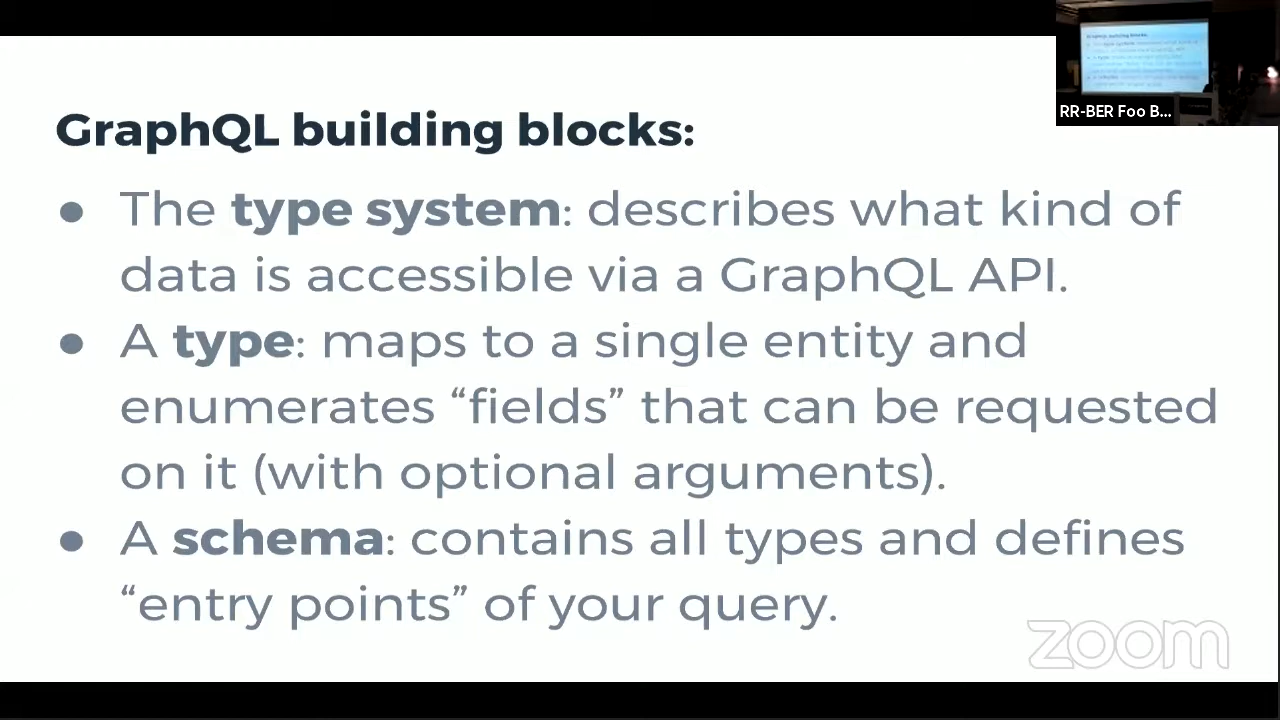 GraphQL building blocks:
● The type system: describes what kind of
data is accessible via a GraphQL API.
● A type: maps to a single entity and
enumerates “fields” that can be requested
on it (with optional arguments).
● A schema: contains all types and defines
“entry points” of your query.
RR-BER Foo B...
zoom